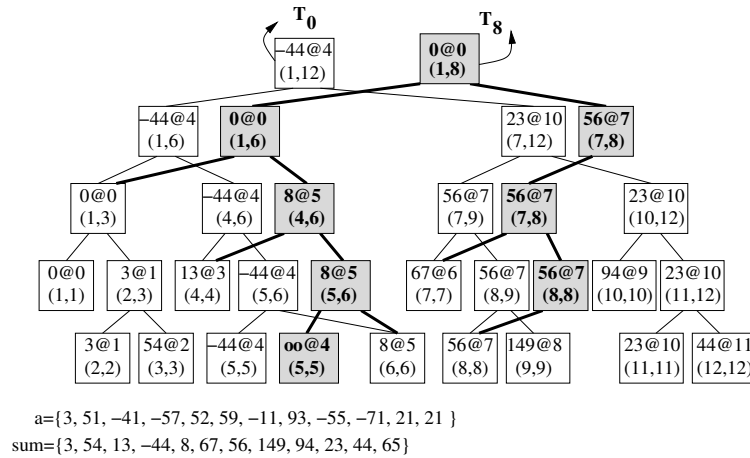 T0 T8
−44@4 0@0
(1,12) (1,8)
−44@4 0@0 23@10 56@7
(1,6) (1,6) (7,12) (7,8)
0@0 −44@4 8@5 56@7 56@7 23@10
(1,3) (4,6) (4,6) (7,9) (7,8) (10,12)
0@0 3@1 13@3 −44@4 8@5 67@6 56@7 56@7 94@9 23@10
(1,1) (2,3) (4,4) (5,6) (5,6) (7,7) (8,9) (8,8) (10,10) (11,12)
3@1 54@2 −44@4 oo@4 8@5 56@7 149@8 23@10 44@11
(2,2) (3,3) (5,5) (5,5) (6,6) (8,8) (9,9) (11,11) (12,12)
a={3, 51, −41, −57, 52, 59, −11, 93, −55, −71, 21, 21 }
sum={3, 54, 13, −44, 8, 67, 56, 149, 94, 23, 44, 65}